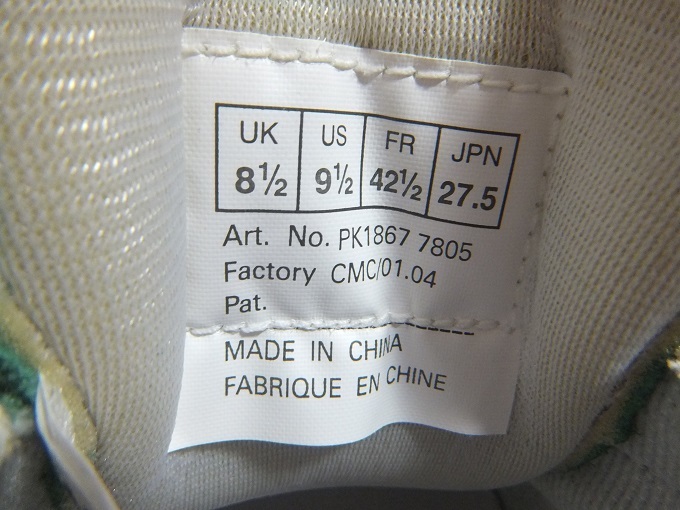 UK US FR JPN
8½ 9½ 42½ 27.5
Art. No. PK1867 7805
Factory CMC/01.04
Pat.
MADE IN CHINA
FABRIQUE EN CHINE